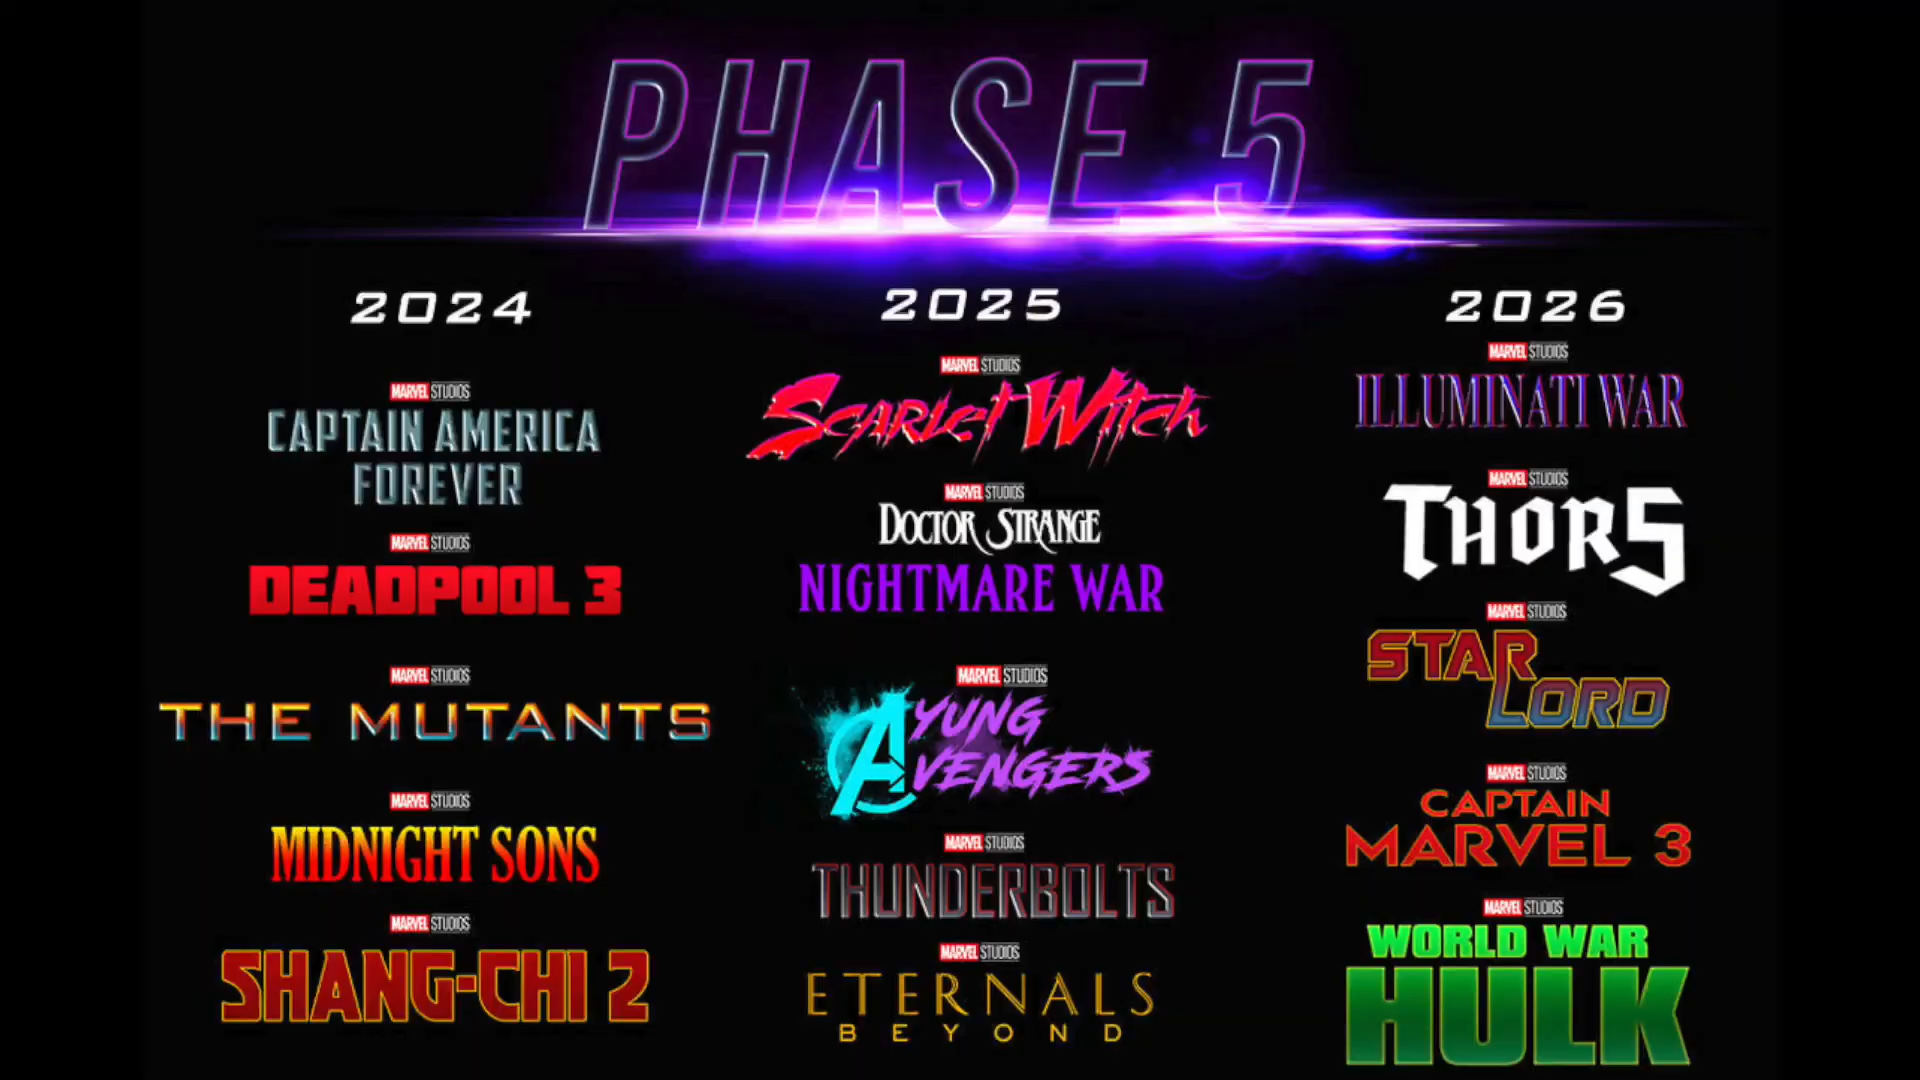 PHASE 5
2024
MARVEL STUDIOS
CAPTAIN AMERICA
FOREVER
MARVEL STUDIOS
DEADPOOL 3
MARVEL STUDIOS
THE MUTANTS
MARVEL STUDIOS
MIDNIGHT SONS
MARVEL STUDIOS
SHANG-CHI 2
2025
MARVEL STUDIOS
SCARLET WITCH
MARVEL STUDIOS
DOCTOR STRANGE
NIGHTMARE WAR
MARVEL STUDIOS
YUNG
AVENGERS
MARVEL STUDIOS
THUNDERBOLTS
MARVEL STUDIOS
ETERNALS
BEYOND
2026
MARVEL STUDIOS
ILLUMINATI WAR
MARVEL STUDIOS
THOR5
MARVEL STUDIOS
STAR
LORD
MARVEL STUDIOS
CAPTAIN
MARVEL 3
MARVEL STUDIOS
WORLD WAR
HULK